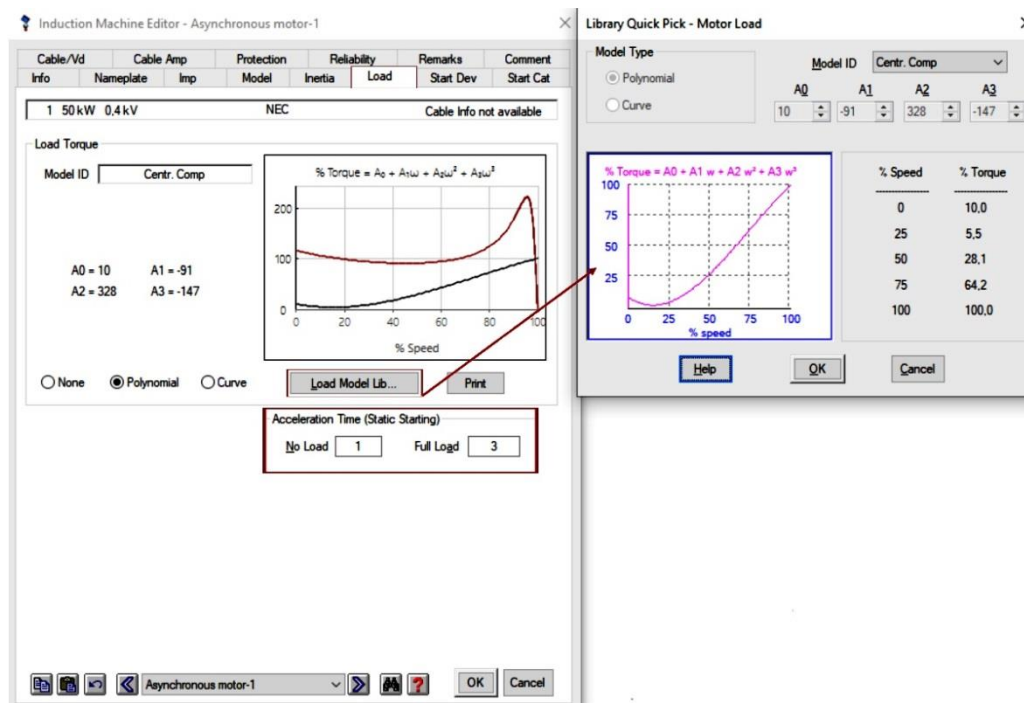 Induction Machine Editor - Asynchronous motor-1
Cable/Vd Cable Amp Protection Reliability Remarks Comment
Info Nameplate Imp Model Inertia Load Start Dev Start Cat
1 50 kW 0,4 kV NEC Cable Info not available
Load Torque
Model ID Centr. Comp
% Torque = A₀ + A₁ω + A₂ω² + A₃ω³
200
100
0
0 20 40 60 80 100
% Speed
A0 = 10 A1 = -91
A2 = 328 A3 = -147
None Polynomial Curve Load Model Lib... Print
Acceleration Time (Static Starting)
No Load 1 Full Load 3
Asynchronous motor-1 OK Cancel
Library Quick Pick - Motor Load
Model Type
Polynomial
Curve
Model ID Centr. Comp
A0 A1 A2 A3
10 -91 328 -147
% Torque = A0 + A1 w + A2 w² + A3 w³
100
75
50
25
0 25 50 75 100
% speed
% Speed % Torque
0 10,0
25 5,5
50 28,1
75 64,2
100 100,0
Help OK Cancel